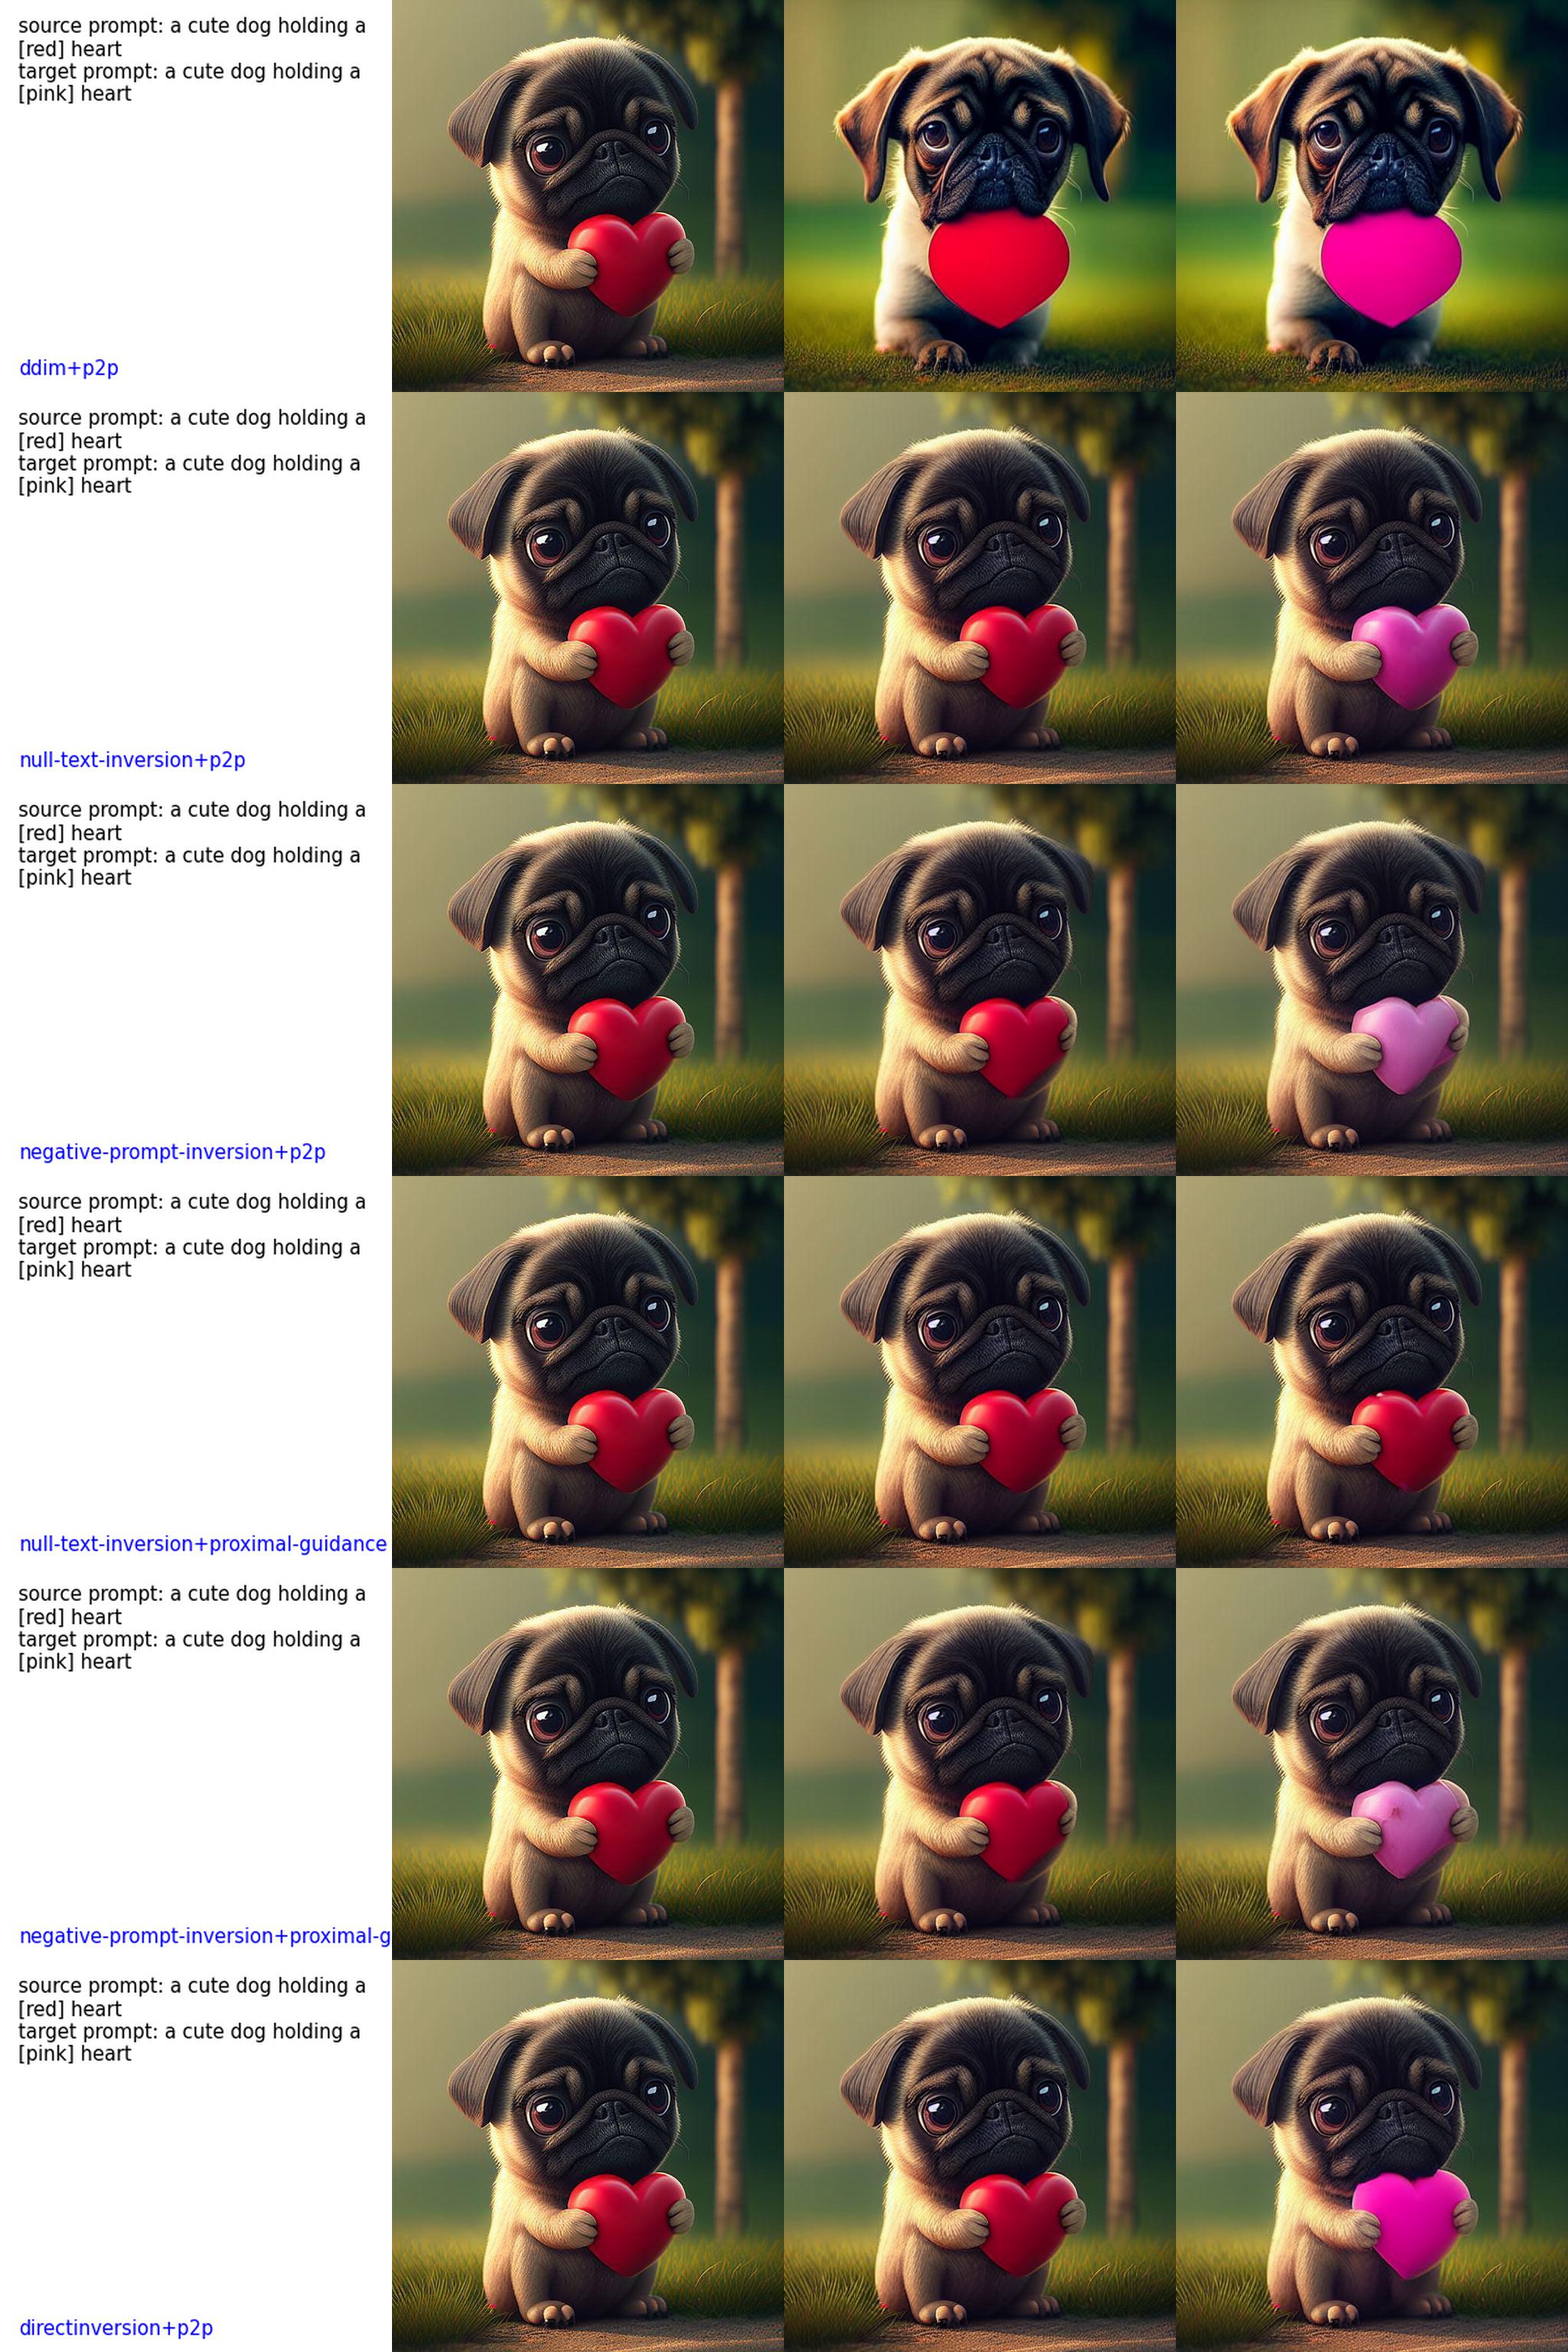 source prompt: a cute dog holding a
[red] heart
target prompt: a cute dog holding a
[pink] heart
ddim+p2p
source prompt: a cute dog holding a
[red] heart
target prompt: a cute dog holding a
[pink] heart
null-text-inversion+p2p
source prompt: a cute dog holding a
[red] heart
target prompt: a cute dog holding a
[pink] heart
negative-prompt-inversion+p2p
source prompt: a cute dog holding a
[red] heart
target prompt: a cute dog holding a
[pink] heart
null-text-inversion+proximal-guidance
source prompt: a cute dog holding a
[red] heart
target prompt: a cute dog holding a
[pink] heart
negative-prompt-inversion+proximal-g
source prompt: a cute dog holding a
[red] heart
target prompt: a cute dog holding a
[pink] heart
directinversion+p2p